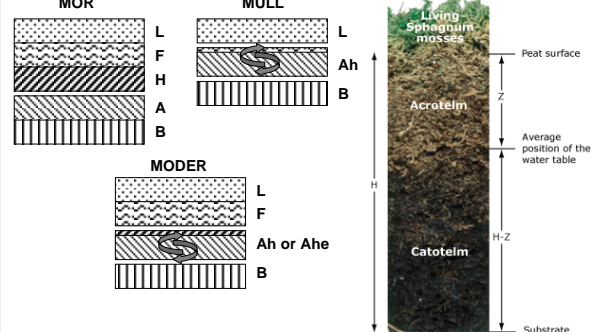 MOR
L
F
H
A
B
MULL
L
Ah
B
MODER
L
F
Ah or Ahe
B
Living
Sphagnum
mosses
Peat surface
Acrotelm
Z
Average
position of the
water table
H
H-Z
Catotelm
Substrate